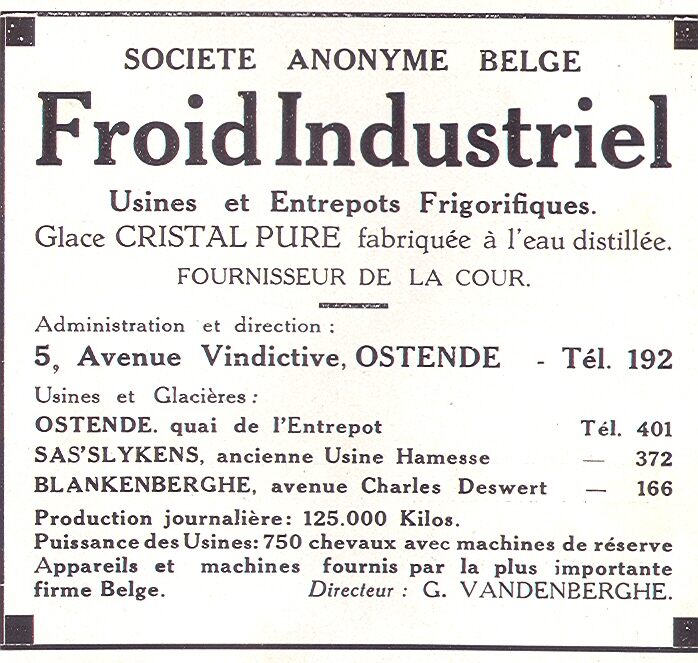 SOCIETE ANONYME BELGE
Froid Industriel
Usines et Entrepots Frigorifiques.
Glace CRISTAL PURE fabriquée à l'eau distillée.
FOURNISSEUR DE LA COUR.
Administration et direction :
5, Avenue Vindictive, OSTENDE - Tél. 192
Usines et Glacières :
OSTENDE. quai de l'Entrepot Tél. 401
SAS'SLYKENS, ancienne Usine Hamesse — 372
BLANKENBERGHE, avenue Charles Deswert — 166
Production journalière: 125.000 Kilos.
Puissance des Usines: 750 chevaux avec machines de réserve
Appareils et machines fournis par la plus importante
firme Belge. Directeur : G. VANDENBERGHE.